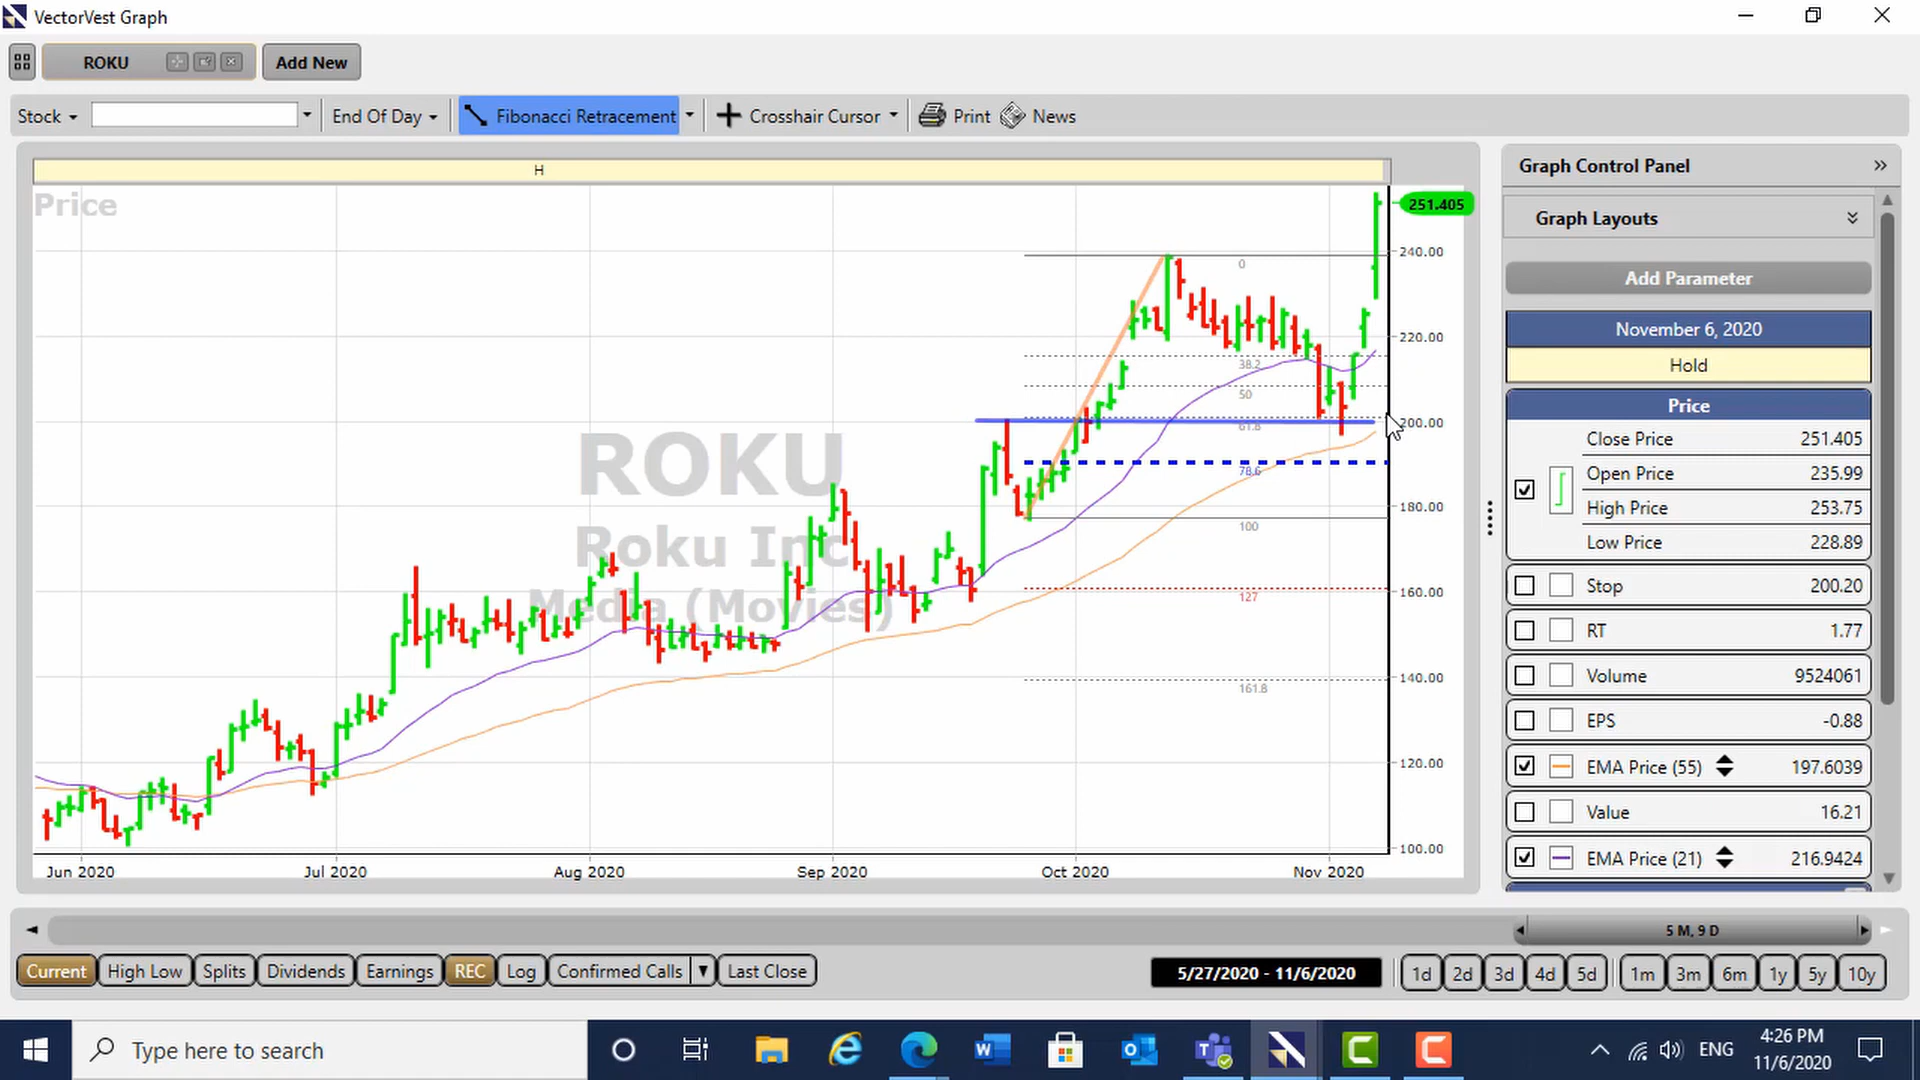 VectorVest Graph
ROKU
Add New
Stock
End Of Day
Fibonacci Retracement
Crosshair Cursor
Print
News
H
Price
251.405
240.00
220.00
200.00
180.00
160.00
140.00
120.00
100.00
0
38.2
50
61.8
78.6
100
127
161.8
ROKU
Roku Inc
Media (Movies)
Jun 2020
Jul 2020
Aug 2020
Sep 2020
Oct 2020
Nov 2020
Graph Control Panel
Graph Layouts
Add Parameter
November 6, 2020
Hold
Price
Close Price 251.405
Open Price 235.99
High Price 253.75
Low Price 228.89
Stop 200.20
RT 1.77
Volume 9524061
EPS -0.88
EMA Price (55) 197.6039
Value 16.21
EMA Price (21) 216.9424
5 M, 9 D
Current
High Low
Splits
Dividends
Earnings
REC
Log
Confirmed Calls
Last Close
5/27/2020 - 11/6/2020
1d
2d
3d
4d
5d
1m
3m
6m
1y
5y
10y
Type here to search
ENG
4:26 PM
11/6/2020